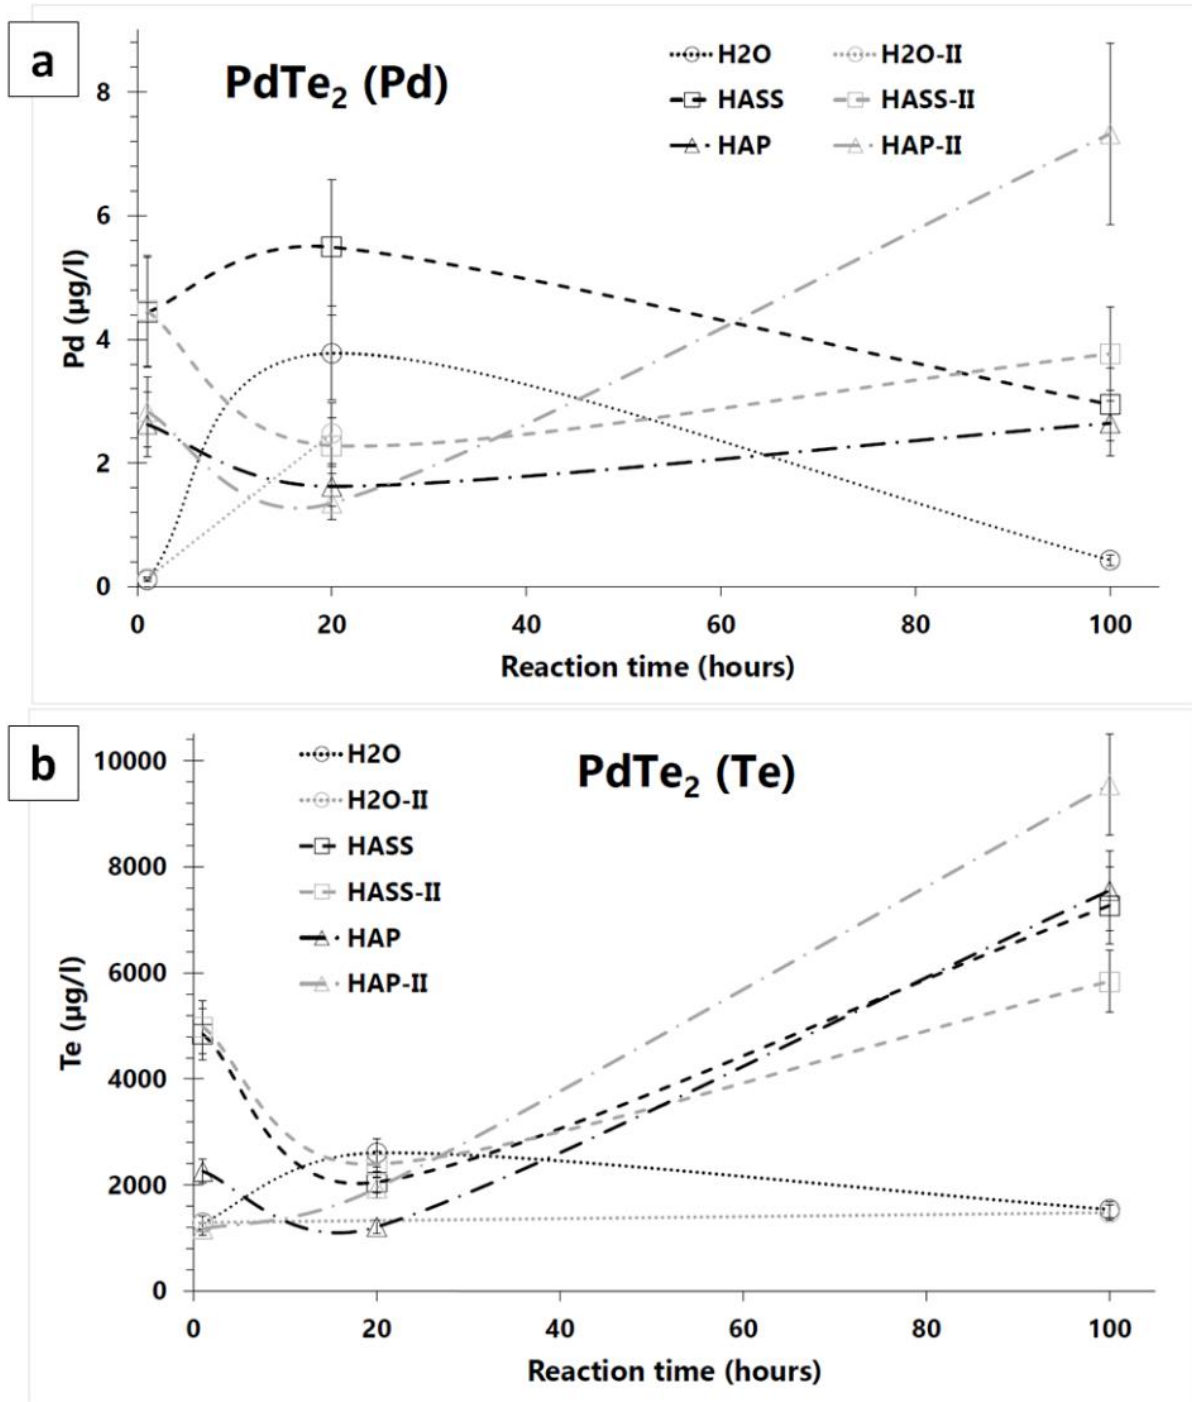 a
PdTe₂ (Pd)
H2O
H2O-II
HASS
HASS-II
HAP
HAP-II
8
6
4
2
0
Pd (µg/l)
0 20 40 60 80 100
Reaction time (hours)
b
PdTe₂ (Te)
H2O
H2O-II
HASS
HASS-II
HAP
HAP-II
10000
8000
6000
4000
2000
0
Te (µg/l)
0 20 40 60 80 100
Reaction time (hours)